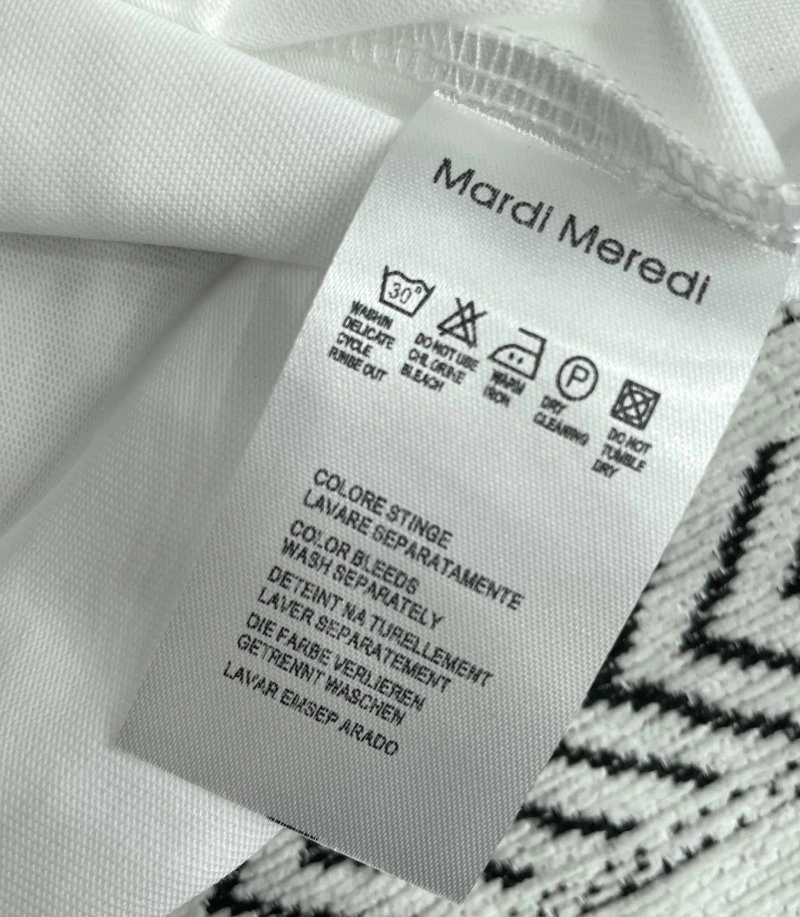 Mardi Meredi
30°
WASH IN
DELICATE
CYCLE
RINBE OUT
DO NOT USE
CHLORINE
BLEACH
WARM
IRON
P
DRY
CLEANING
DO NOT
TUMBLE
DRY
COLORE STINGE
LAVARE SEPARATAMENTE
COLOR BLEEDS
WASH SEPARATELY
DETEINT NA TURELLEMENT
LAVER SEPARATEMENT
DIE FARBE VERLIEREN
GETRENNT WASCHEN
LAVAR EMSEP ARADO